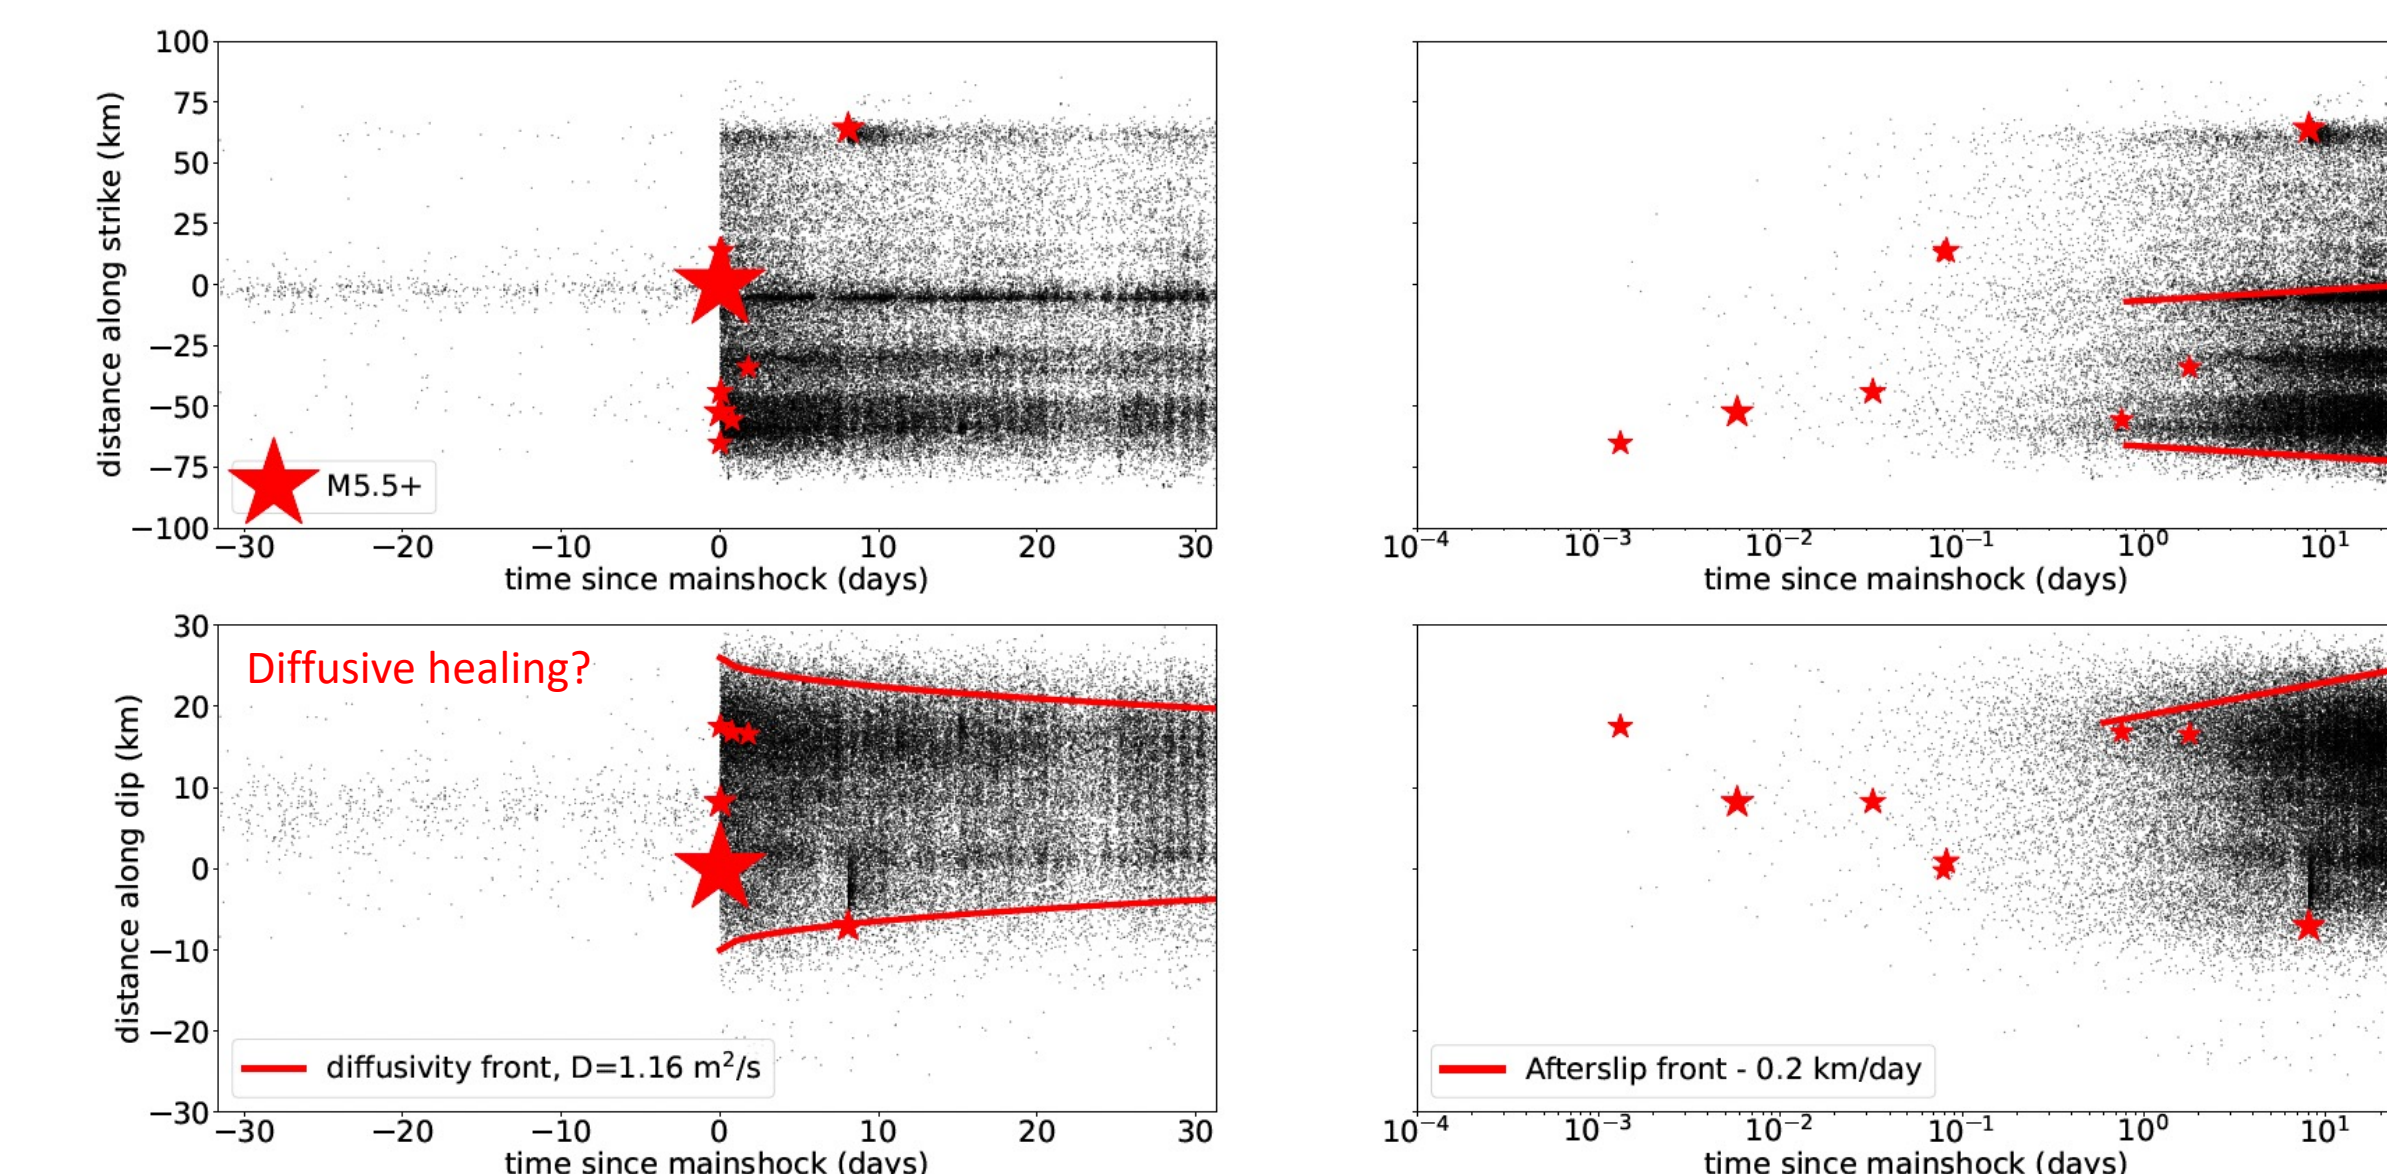 100
75
50
25
0
−25
−50
−75
−100
distance along strike (km)
M5.5+
−30 −20 −10 0 10 20 30
time since mainshock (days)
10⁻⁴ 10⁻³ 10⁻² 10⁻¹ 10⁰ 10¹
time since mainshock (days)
30
20
10
0
−10
−20
−30
distance along dip (km)
Diffusive healing?
diffusivity front, D=1.16 m²/s
−30 −20 −10 0 10 20 30
time since mainshock (days)
Afterslip front - 0.2 km/day
10⁻⁴ 10⁻³ 10⁻² 10⁻¹ 10⁰ 10¹
time since mainshock (days)